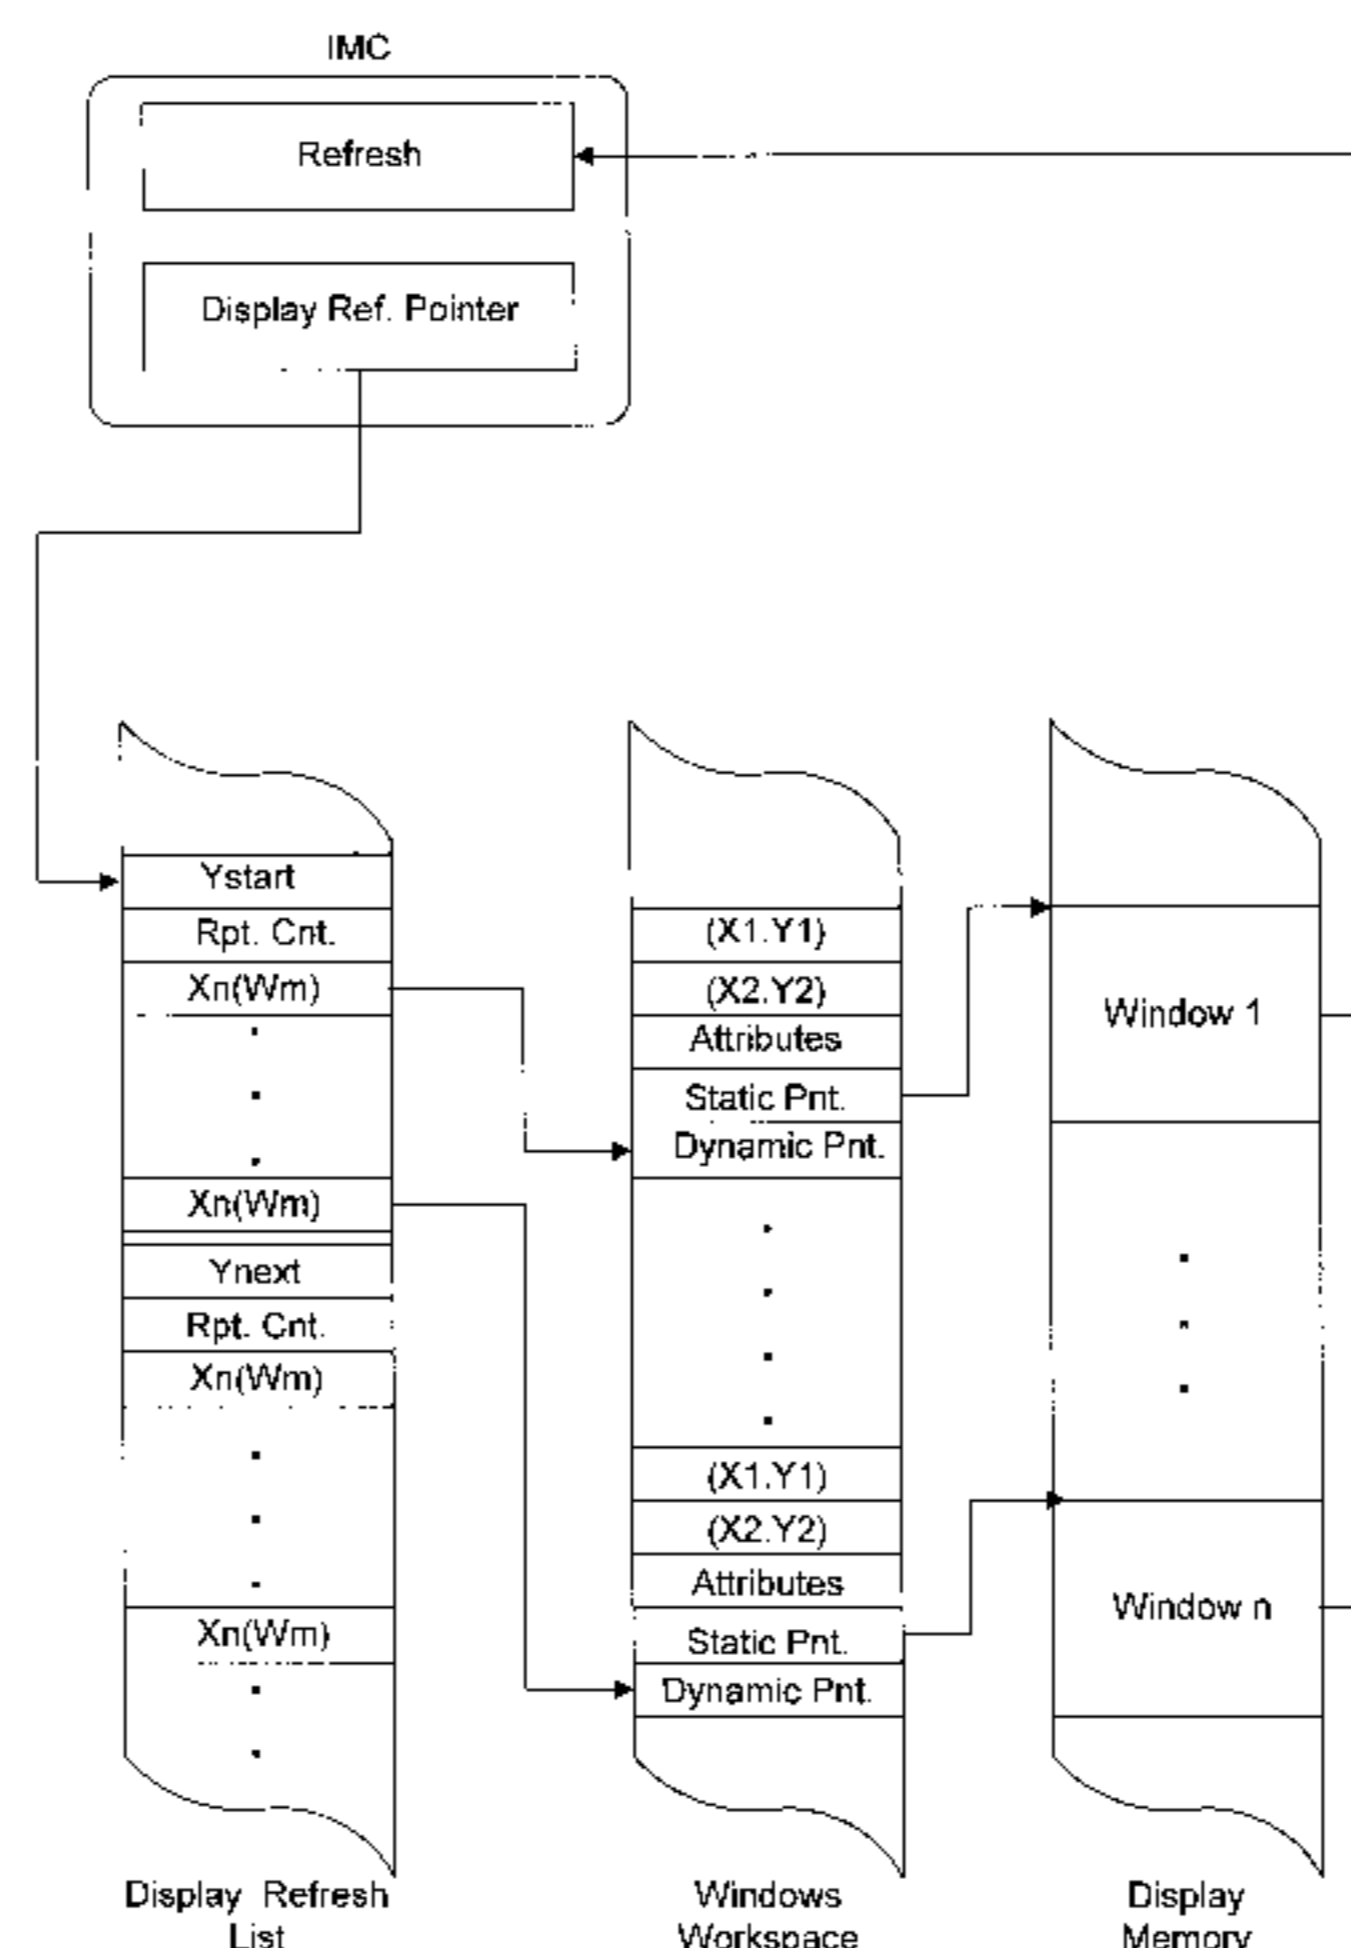 IMC
Refresh
Display Ref. Pointer
Ystart
Rpt. Cnt.
Xn(Wm)
Xn(Wm)
Ynext
Rpt. Cnt.
Xn(Wm)
Xn(Wm)
Display Refresh
List
(X1.Y1)
(X2.Y2)
Attributes
Static Pnt.
Dynamic Pnt.
(X1.Y1)
(X2.Y2)
Attributes
Static Pnt.
Dynamic Pnt.
Windows
Workspace
Window 1
Window n
Display
Memory